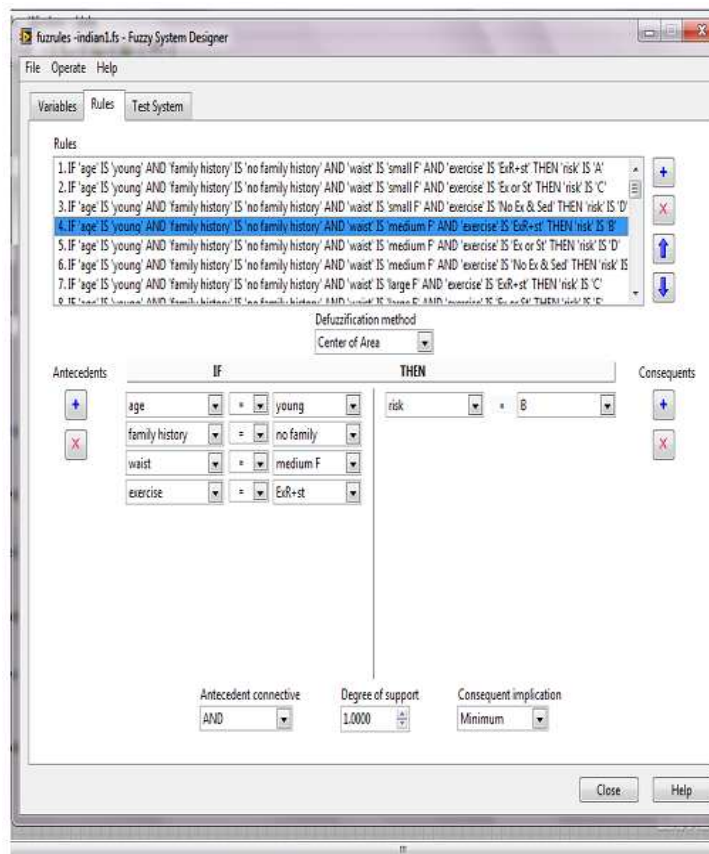 fuzrules -indian1.fs - Fuzzy System Designer
File Operate Help
Variables Rules Test System
Rules
1. IF 'age' IS 'young' AND 'family history' IS 'no family history' AND 'waist' IS 'small F' AND 'exercise' IS 'ExR+st' THEN 'risk' IS 'A'
2. IF 'age' IS 'young' AND 'family history' IS 'no family history' AND 'waist' IS 'small F' AND 'exercise' IS 'Ex or St' THEN 'risk' IS 'C'
3. IF 'age' IS 'young' AND 'family history' IS 'no family history' AND 'waist' IS 'small F' AND 'exercise' IS 'No Ex & Sed' THEN 'risk' IS 'D'
4. IF 'age' IS 'young' AND 'family history' IS 'no family history' AND 'waist' IS 'medium F' AND 'exercise' IS 'ExR+st' THEN 'risk' IS 'B'
5. IF 'age' IS 'young' AND 'family history' IS 'no family history' AND 'waist' IS 'medium F' AND 'exercise' IS 'Ex or St' THEN 'risk' IS 'D'
6. IF 'age' IS 'young' AND 'family history' IS 'no family history' AND 'waist' IS 'medium F' AND 'exercise' IS 'No Ex & Sed' THEN 'risk' IS
7. IF 'age' IS 'young' AND 'family history' IS 'no family history' AND 'waist' IS 'large F' AND 'exercise' IS 'ExR+st' THEN 'risk' IS 'C'
Defuzzification method
Center of Area
Antecedents IF THEN Consequents
age = young risk = B
family history = no family
waist = medium F
exercise = ExR+st
Antecedent connective Degree of support Consequent implication
AND 1.0000 Minimum
Close Help